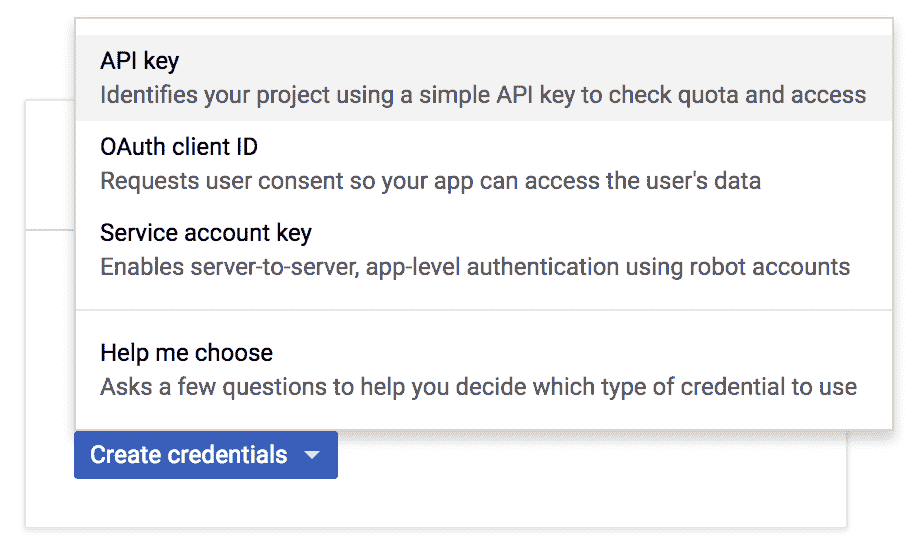 API key
Identifies your project using a simple API key to check quota and access
OAuth client ID
Requests user consent so your app can access the user's data
Service account key
Enables server-to-server, app-level authentication using robot accounts
Help me choose
Asks a few questions to help you decide which type of credential to use
Create credentials